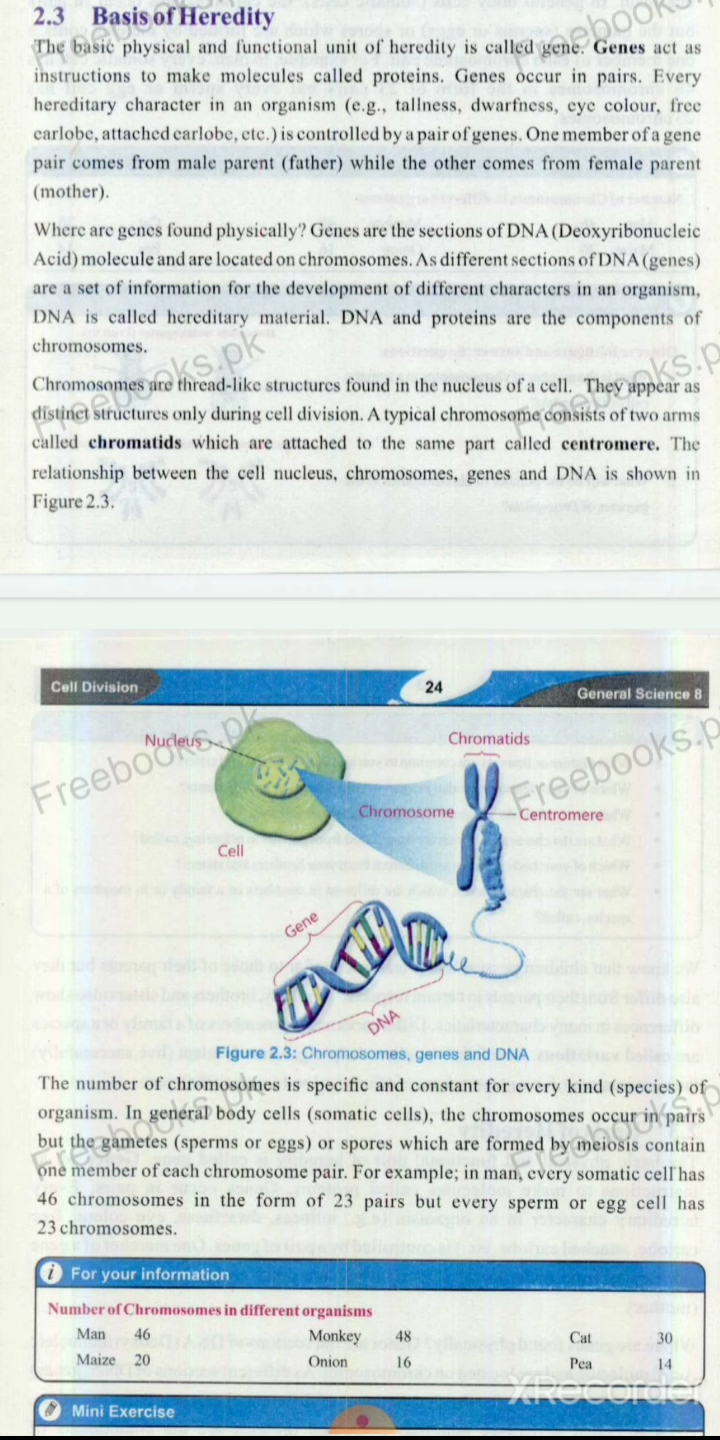 2.3 Basis of Heredity
The basic physical and functional unit of heredity is called gene. Genes act as
instructions to make molecules called proteins. Genes occur in pairs. Every
hereditary character in an organism (e.g., tallness, dwarfness, eye colour, free
earlobe, attached earlobe, etc.) is controlled by a pair of genes. One member of a gene
pair comes from male parent (father) while the other comes from female parent
(mother).
Where are genes found physically? Genes are the sections of DNA (Deoxyribonucleic
Acid) molecule and are located on chromosomes. As different sections of DNA (genes)
are a set of information for the development of different characters in an organism,
DNA is called hereditary material. DNA and proteins are the components of
chromosomes.
Chromosomes are thread-like structures found in the nucleus of a cell. They appear as
distinct structures only during cell division. A typical chromosome consists of two arms
called chromatids which are attached to the same part called centromere. The
relationship between the cell nucleus, chromosomes, genes and DNA is shown in
Figure 2.3.
Freebooks.pk
Freebooks.p
Cell Division
24
General Science 8
Nucleus
Chromatids
Chromosome
Centromere
Cell
Gene
DNA
Freebooks.pk
Freebooks.p
Figure 2.3: Chromosomes, genes and DNA
The number of chromosomes is specific and constant for every kind (species) of
organism. In general body cells (somatic cells), the chromosomes occur in pairs
but the gametes (sperms or eggs) or spores which are formed by meiosis contain
one member of each chromosome pair. For example; in man, every somatic cell has
46 chromosomes in the form of 23 pairs but every sperm or egg cell has
23 chromosomes.
Freebooks.pk
Freebooks.p
i For your information
Number of Chromosomes in different organisms
Man 46 Monkey 48 Cat 30
Maize 20 Onion 16 Pea 14
XRecorder
Mini Exercise